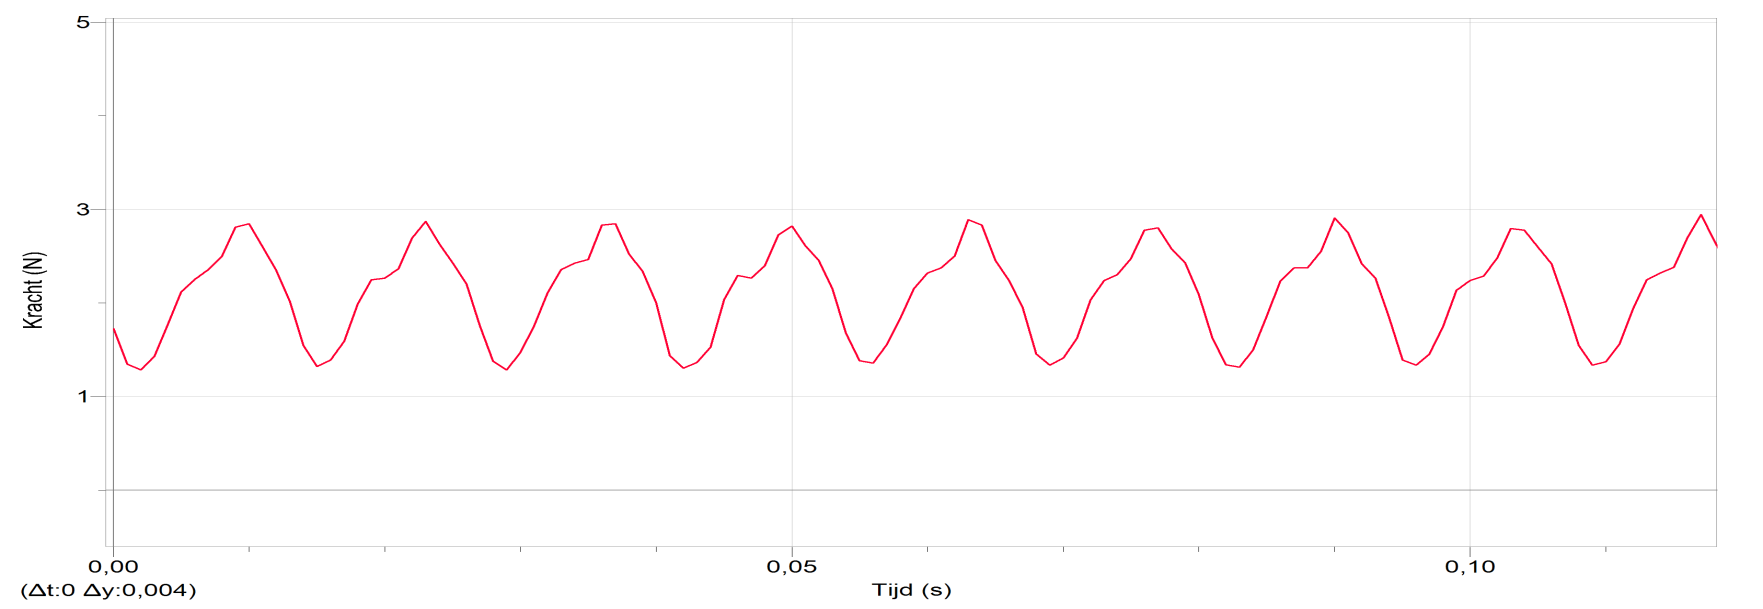 5
3
1
Kracht (N)
0,00
0,05
0,10
(Δt:0 Δy:0,004)
Tijd (s)